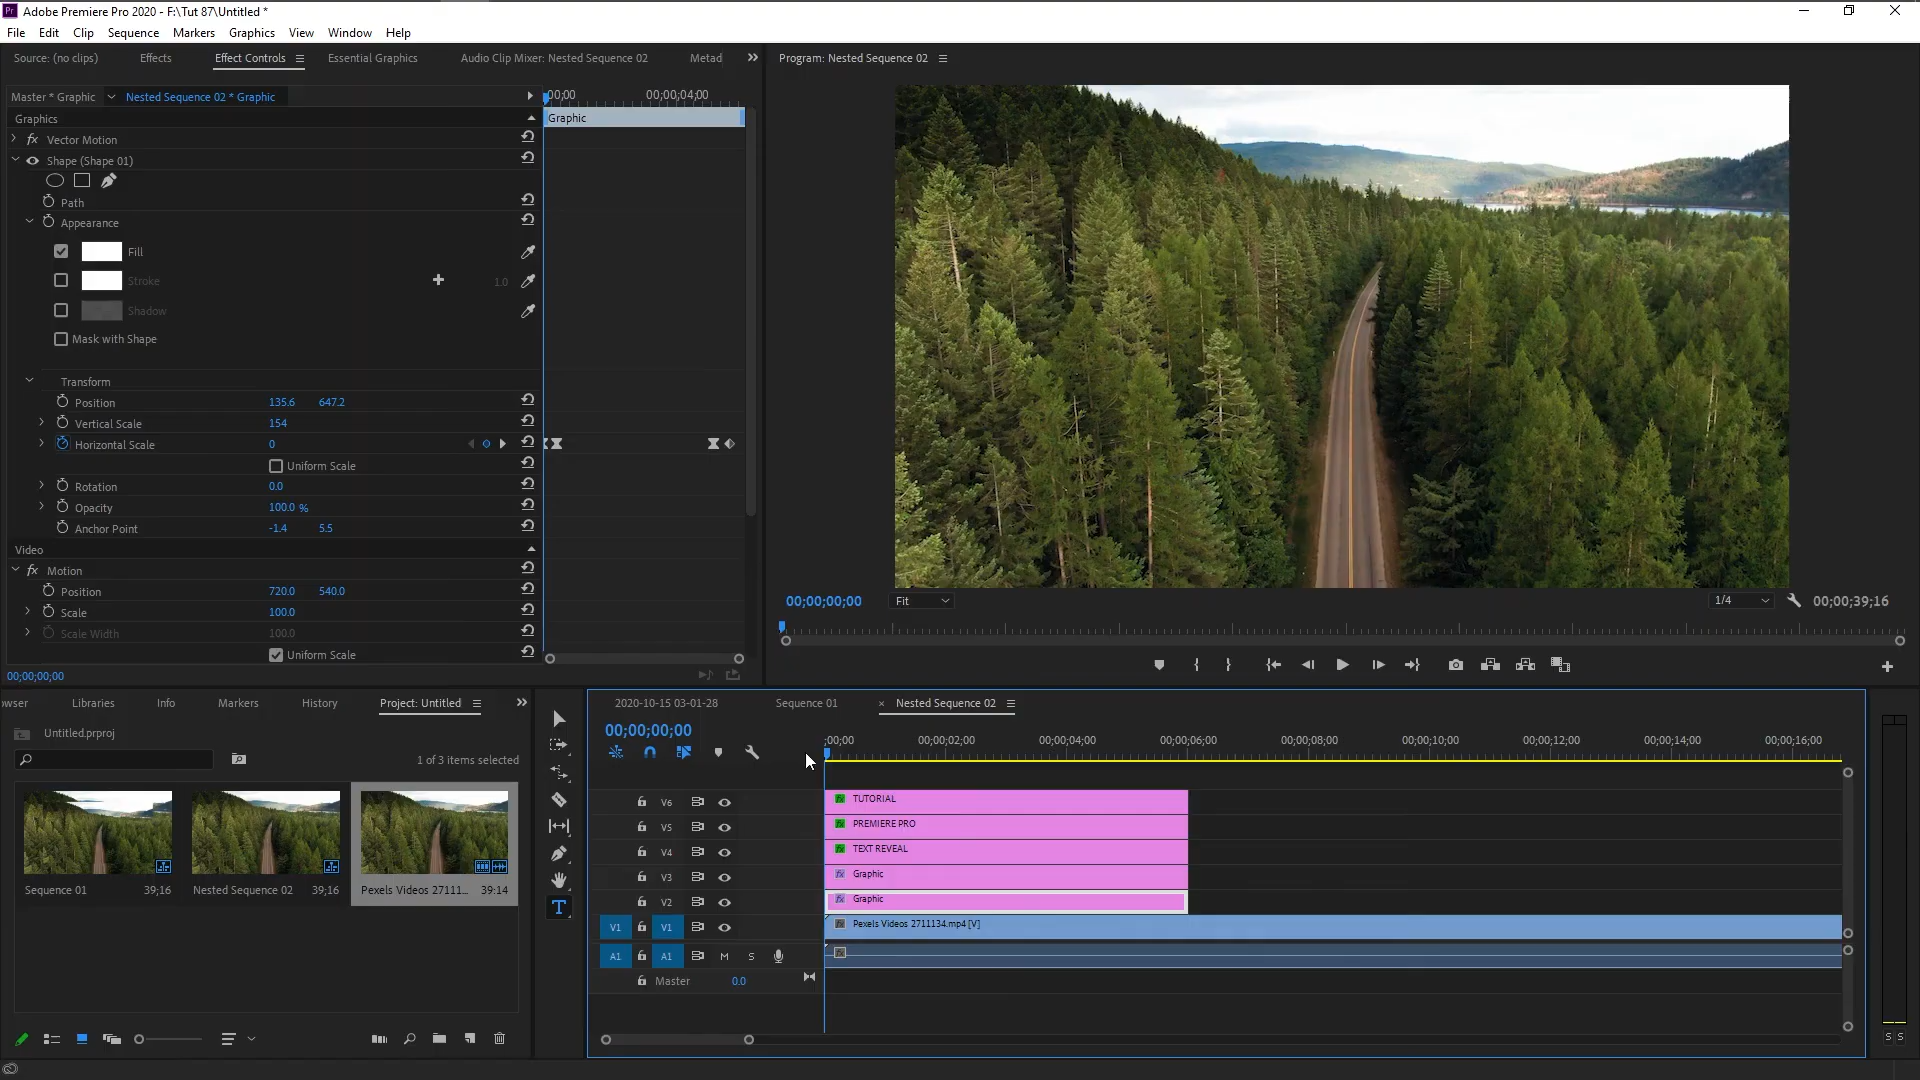 Adobe Premiere Pro 2020 - F:\Tut 87\Untitled *
File Edit Clip Sequence Markers Graphics View Window Help
Source: (no clips) Effects Effect Controls Essential Graphics Audio Clip Mixer: Nested Sequence 02 Metad
Program: Nested Sequence 02
Master * Graphic Nested Sequence 02 * Graphic
:00;00 00;00;04;00
Graphics
Graphic
fx Vector Motion
Shape (Shape 01)
Path
Appearance
Fill
Stroke 1.0
Shadow
Mask with Shape
Transform
Position 135.6 647.2
Vertical Scale 154
Horizontal Scale 0
Uniform Scale
Rotation 0.0
Opacity 100.0 %
Anchor Point -1.4 5.5
Video
fx Motion
Position 720.0 540.0
Scale 100.0
Scale Width 100.0
Uniform Scale
00;00;00;00
00;00;00;00 Fit 1/4 00;00;39;16
wser Libraries Info Markers History Project: Untitled
Untitled.prproj
1 of 3 items selected
Sequence 01 39;16
Nested Sequence 02 39;16
Pexels Videos 27111... 39:14
2020-10-15 03-01-28 Sequence 01 × Nested Sequence 02
00;00;00;00
;00;00 00;00;02;00 00;00;04;00 00;00;06;00 00;00;08;00 00;00;10;00 00;00;12;00 00;00;14;00 00;00;16;00
V6 fx TUTORIAL
V5 fx PREMIERE PRO
V4 fx TEXT REVEAL
V3 fx Graphic
V2 fx Graphic
V1 V1 fx Pexels Videos 2711134.mp4 [V]
A1 A1 M S fx
Master 0.0
S S